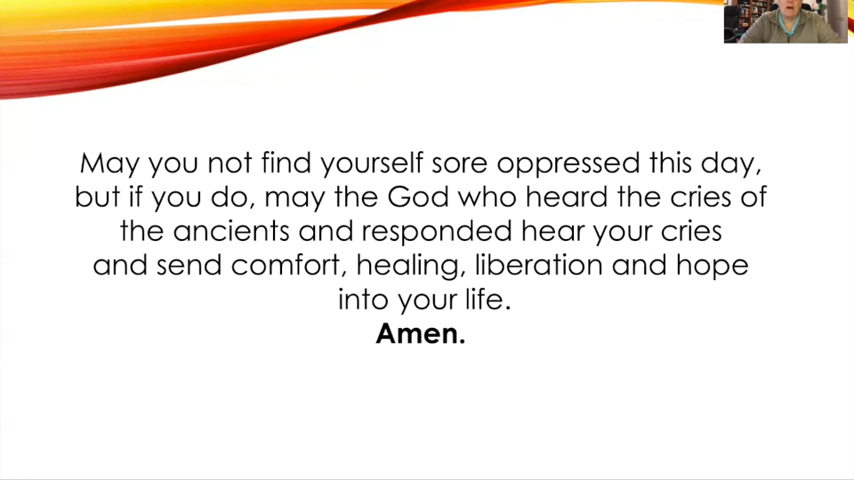 May you not find yourself sore oppressed this day,
but if you do, may the God who heard the cries of
the ancients and responded hear your cries
and send comfort, healing, liberation and hope
into your life.
Amen.